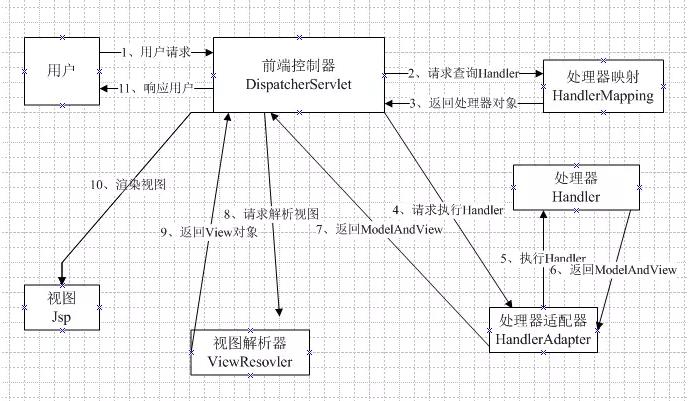 用户
1、用户请求
11、响应用户
前端控制器
DispatcherServlet
2、请求查询Handler
3、返回处理器对象
处理器映射
HandlerMapping
处理器
Handler
10、渲染视图
9、返回View对象
8、请求解析视图
7、返回ModelAndView
4、请求执行Handler
5、执行Handler
6、返回ModelAndView
视图
Jsp
视图解析器
ViewResovler
处理器适配器
HandlerAdapter